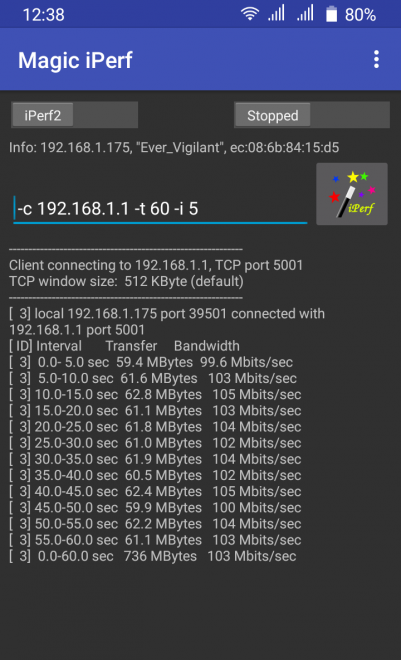 12:38 80%
Magic iPerf
iPerf2 Stopped
Info: 192.168.1.175, "Ever_Vigilant", ec:08:6b:84:15:d5
-c 192.168.1.1 -t 60 -i 5
iPerf
------------------------------------------------------------
Client connecting to 192.168.1.1, TCP port 5001
TCP window size:  512 KByte (default)
------------------------------------------------------------
[  3] local 192.168.1.175 port 39501 connected with
192.168.1.1 port 5001
[ ID] Interval       Transfer     Bandwidth
[  3]  0.0- 5.0 sec  59.4 MBytes  99.6 Mbits/sec
[  3]  5.0-10.0 sec  61.6 MBytes   103 Mbits/sec
[  3] 10.0-15.0 sec  62.8 MBytes   105 Mbits/sec
[  3] 15.0-20.0 sec  61.1 MBytes   103 Mbits/sec
[  3] 20.0-25.0 sec  61.8 MBytes   104 Mbits/sec
[  3] 25.0-30.0 sec  61.0 MBytes   102 Mbits/sec
[  3] 30.0-35.0 sec  61.9 MBytes   104 Mbits/sec
[  3] 35.0-40.0 sec  60.5 MBytes   102 Mbits/sec
[  3] 40.0-45.0 sec  62.4 MBytes   105 Mbits/sec
[  3] 45.0-50.0 sec  59.9 MBytes   100 Mbits/sec
[  3] 50.0-55.0 sec  62.2 MBytes   104 Mbits/sec
[  3] 55.0-60.0 sec  61.1 MBytes   103 Mbits/sec
[  3]  0.0-60.0 sec   736 MBytes   103 Mbits/sec